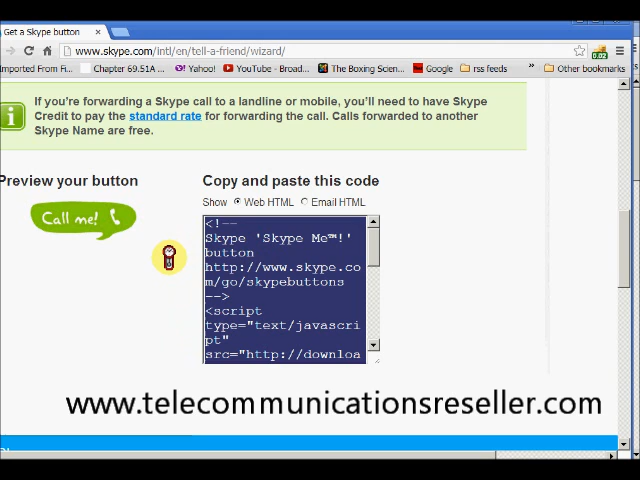 Get a Skype button
www.skype.com/intl/en/tell-a-friend/wizard/
0.02
Imported From Fi... Chapter 69.51A ... Yahoo! YouTube - Broad... The Boxing Scien... Google rss feeds » Other bookmarks
If you're forwarding a Skype call to a landline or mobile, you'll need to have Skype
Credit to pay the standard rate for forwarding the call. Calls forwarded to another
Skype Name are free.
Preview your button
Copy and paste this code
Show Web HTML Email HTML
Call me!
<!--
Skype 'Skype Me™!'
button
http://www.skype.co
m/go/skypebuttons
-->
<script
type="text/javascri
pt"
src="http://downloa
www.telecommunicationsreseller.com